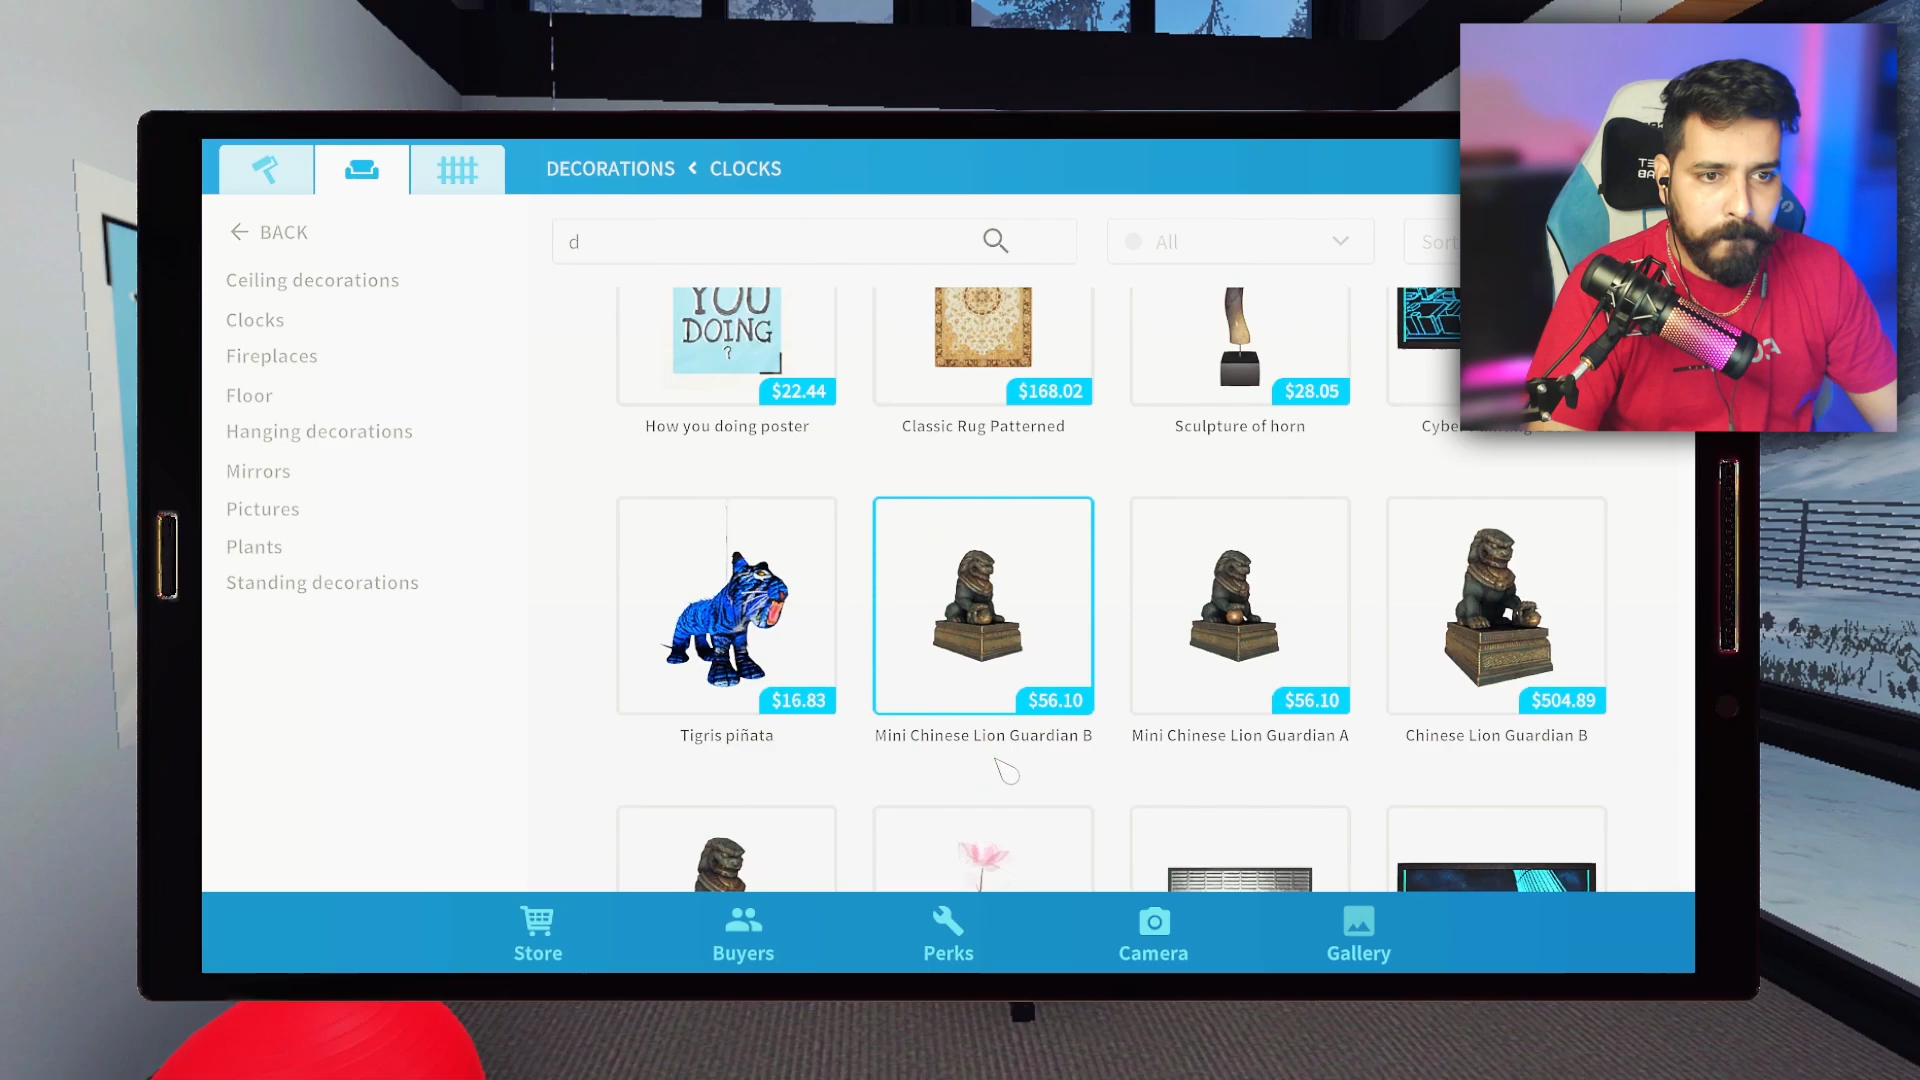 DECORATIONS < CLOCKS
BACK
d
All
Sort
Ceiling decorations
Clocks
Fireplaces
Floor
Hanging decorations
Mirrors
Pictures
Plants
Standing decorations
YOU
DOING
?
$22.44
$168.02
$28.05
How you doing poster
Classic Rug Patterned
Sculpture of horn
$16.83
$56.10
$56.10
$504.89
Tigris piñata
Mini Chinese Lion Guardian B
Mini Chinese Lion Guardian A
Chinese Lion Guardian B
Store
Buyers
Perks
Camera
Gallery